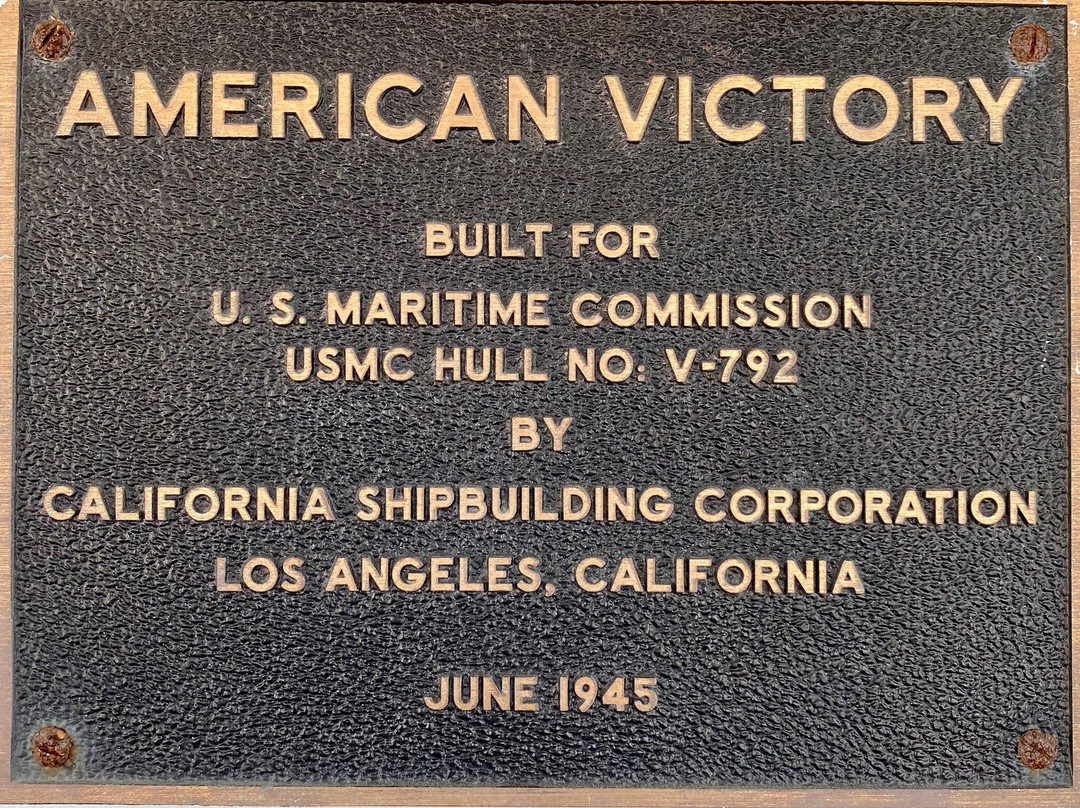 AMERICAN VICTORY
BUILT FOR
U. S. MARITIME COMMISSION
USMC HULL NO: V-792
BY
CALIFORNIA SHIPBUILDING CORPORATION
LOS ANGELES, CALIFORNIA
JUNE 1945